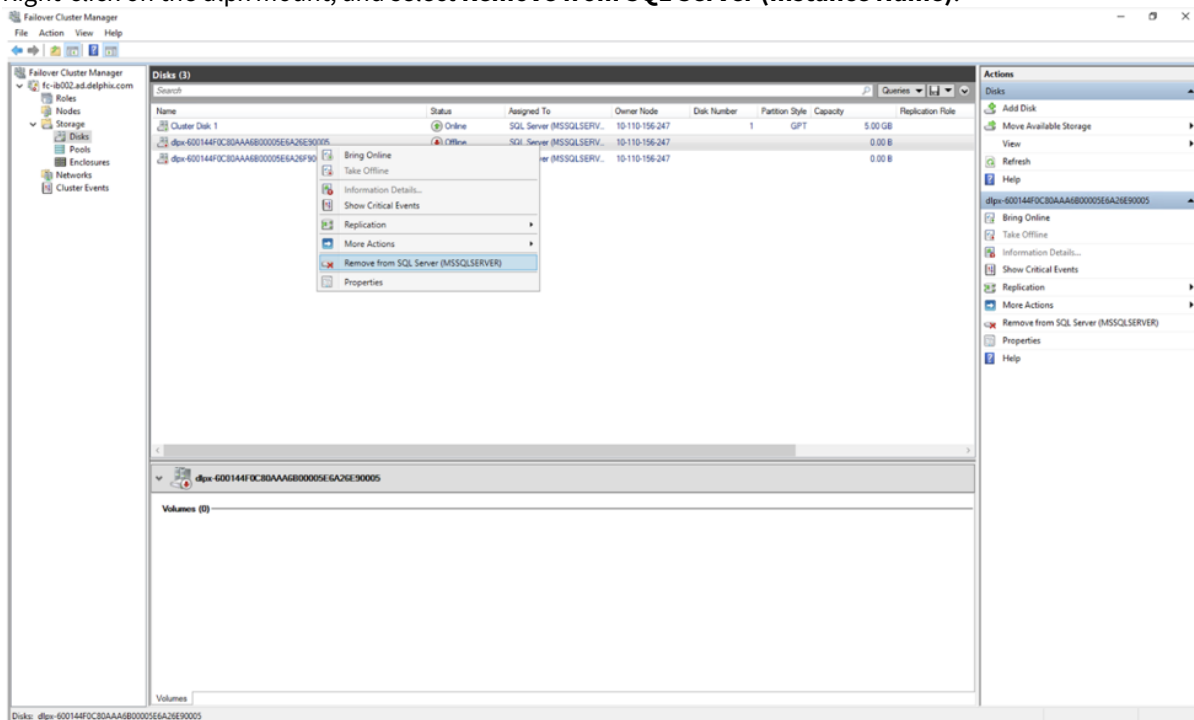 Right-click on the dlpx mount, and select Remove from SQL Server (Instance Name).
Failover Cluster Manager
File Action View Help
Failover Cluster Manager
fc-ib002.ad.delphix.com
Roles
Nodes
Storage
Disks
Pools
Enclosures
Networks
Cluster Events
Disks (3)
Search
Queries
Name Status Assigned To Owner Node Disk Number Partition Style Capacity Replication Role
Cluster Disk 1 Online SQL Server (MSSQLSERV... 10-110-156-247 1 GPT 5.00 GB
dlpx-600144F0C80AAA6B00005E6A26E90005 Offline SQL Server (MSSQLSERV... 10-110-156-247 0.00 B
dlpx-600144F0C80AAA6B00005E6A26F90 ver (MSSQLSERV... 10-110-156-247 0.00 B
Bring Online
Take Offline
Information Details...
Show Critical Events
Replication
More Actions
Remove from SQL Server (MSSQLSERVER)
Properties
dlpx-600144F0C80AAA6B00005E6A26E90005
Volumes (0)
Volumes
Actions
Disks
Add Disk
Move Available Storage
View
Refresh
Help
dlpx-600144F0C80AAA6B00005E6A26E90005
Bring Online
Take Offline
Information Details...
Show Critical Events
Replication
More Actions
Remove from SQL Server (MSSQLSERVER)
Properties
Help
Disks: dlpx-600144F0C80AAA6B00005E6A26E90005